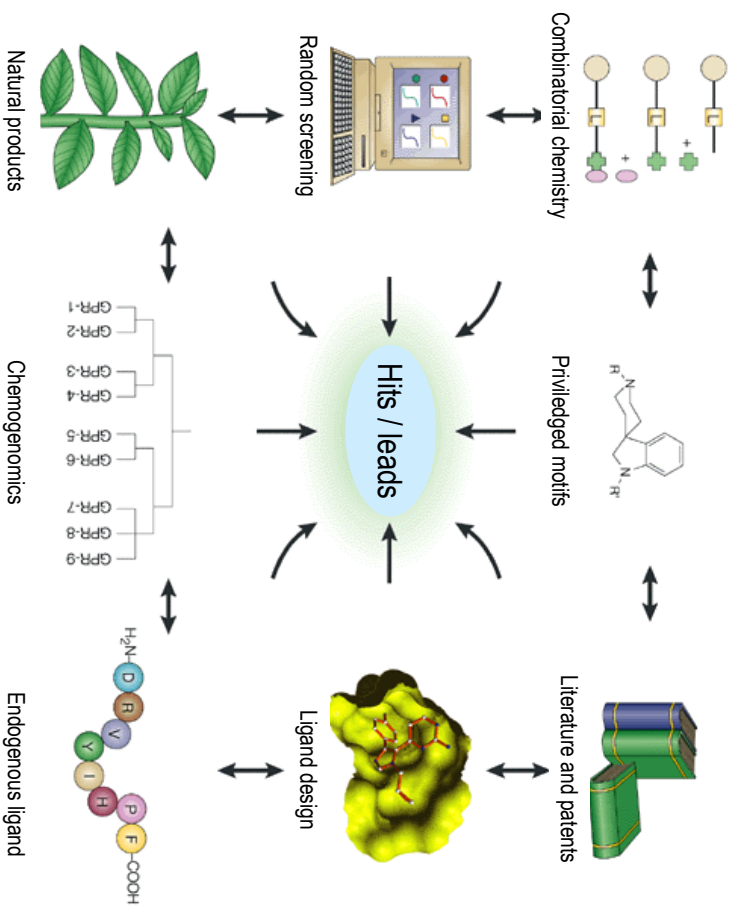 L
L +
L +
R N N R'
Combinatorial chemistry
Priviledged motifs
Literature and patents
Random screening
Hits / leads
Ligand design
GPR-1
GPR-2
GPR-3
GPR-4
GPR-5
GPR-6
GPR-7
GPR-8
GPR-9
H₂N D R V Y I H P F COOH
Natural products
Chemogenomics
Endogenous ligand